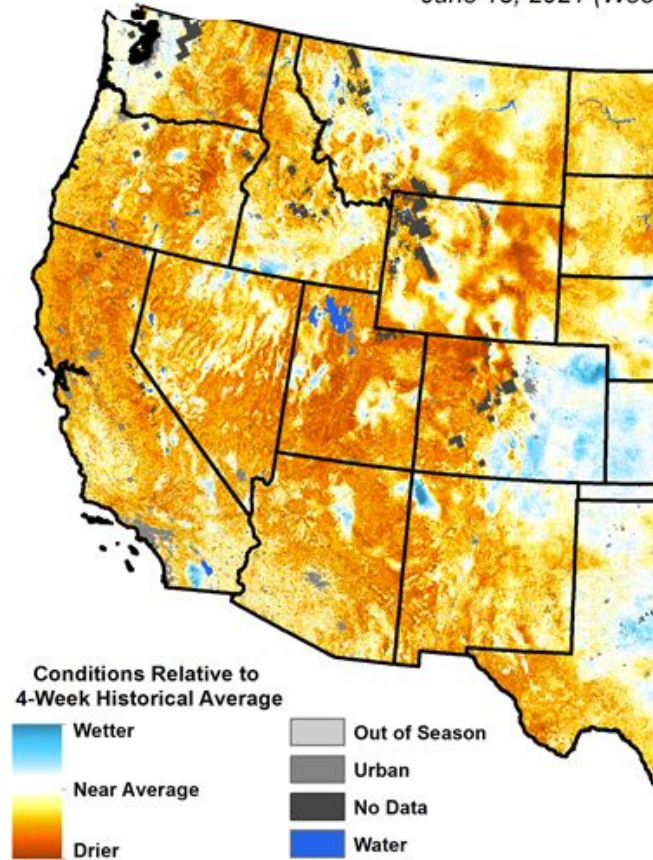 Conditions Relative to
4-Week Historical Average
Wetter
Near Average
Drier
Out of Season
Urban
No Data
Water